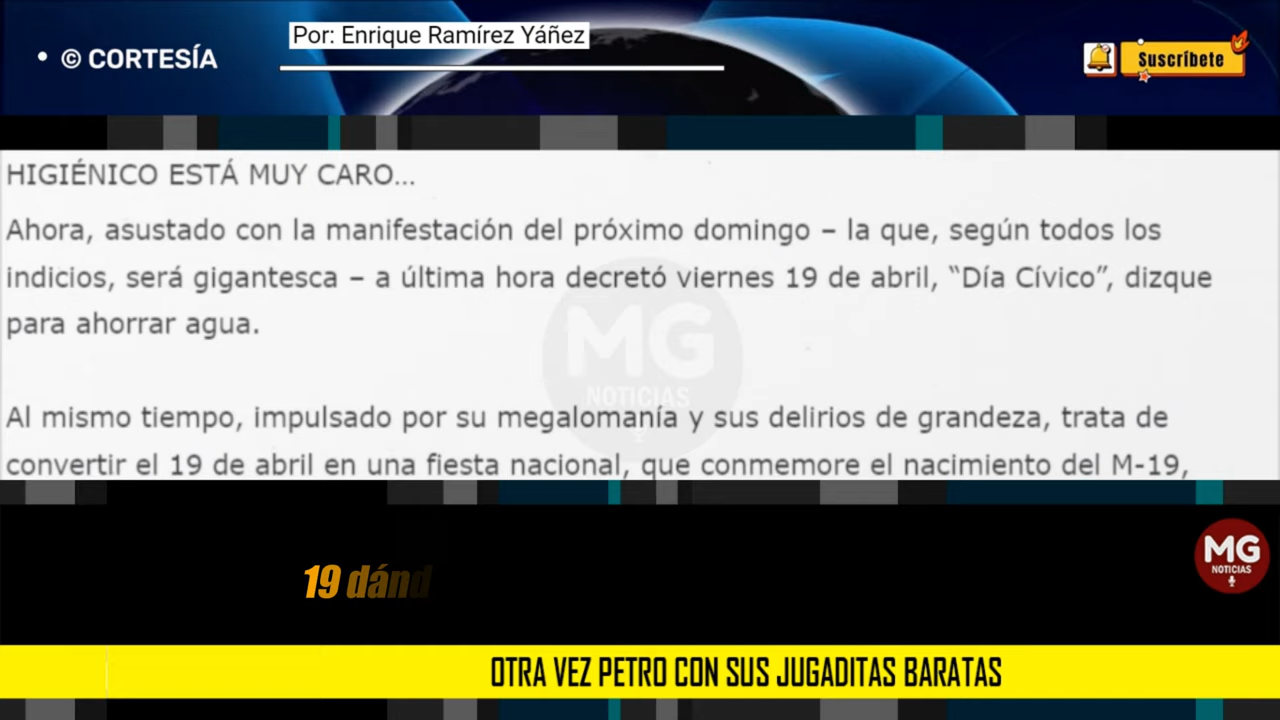 Por: Enrique Ramírez Yáñez
• © CORTESÍA
Suscríbete
HIGIÉNICO ESTÁ MUY CARO...
Ahora, asustado con la manifestación del próximo domingo – la que, según todos los
indicios, será gigantesca – a última hora decretó viernes 19 de abril, “Día Cívico”, dizque
para ahorrar agua.
Al mismo tiempo, impulsado por su megalomanía y sus delirios de grandeza, trata de
convertir el 19 de abril en una fiesta nacional, que conmemore el nacimiento del M-19,
MG
NOTICIAS
19 dánd
MG
NOTICIAS
OTRA VEZ PETRO CON SUS JUGADITAS BARATAS